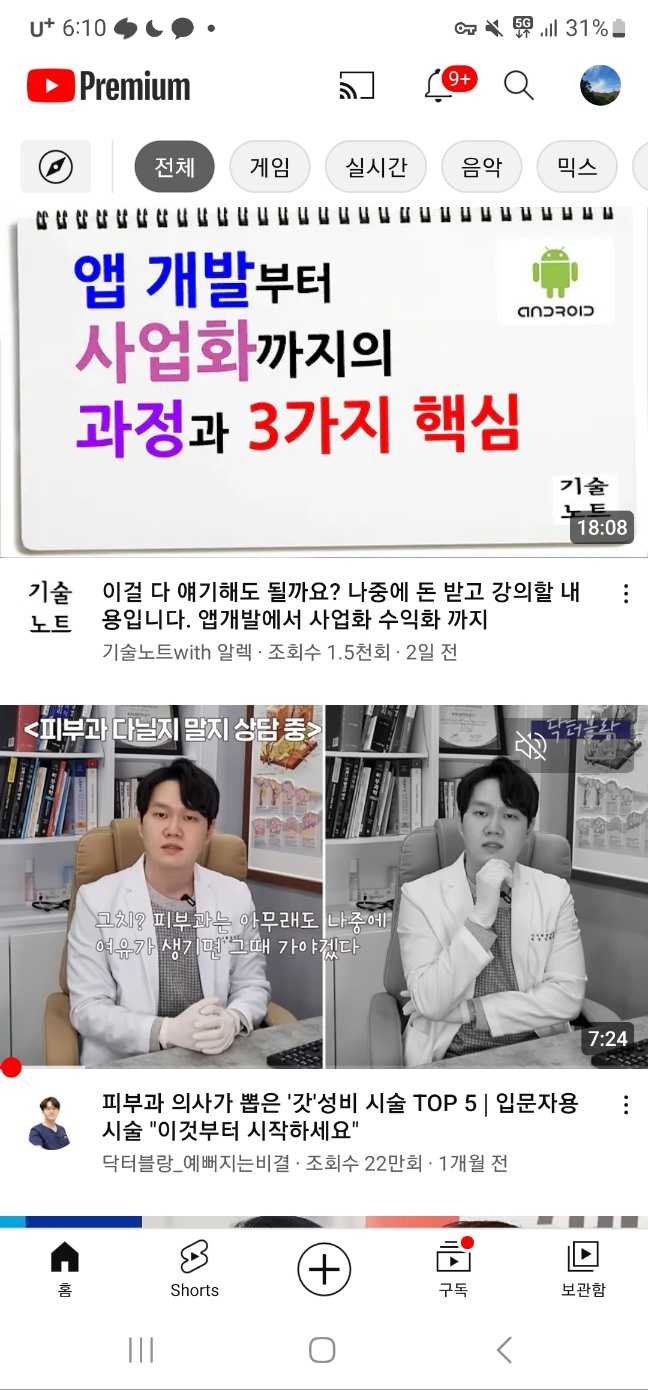 U+ 6:10
5G 31%
Premium
9+
전체 게임 실시간 음악 믹스
앱 개발부터
사업화까지의
과정과 3가지 핵심
ANDROID
기술
노트
18:08
기술
노트
이걸 다 얘기해도 될까요? 나중에 돈 받고 강의할 내
용입니다. 앱개발에서 사업화 수익화 까지
기술노트with 알렉 · 조회수 1.5천회 · 2일 전
<피부과 다닐지 말지 상담 중>
닥터블랑
그치? 피부과는 아무래도 나중에
여유가 생기면 그때 가야겠다
7:24
피부과 의사가 뽑은 '갓'성비 시술 TOP 5 | 입문자용
시술 "이것부터 시작하세요"
닥터블랑_예뻐지는비결 · 조회수 22만회 · 1개월 전
홈 Shorts 구독 보관함